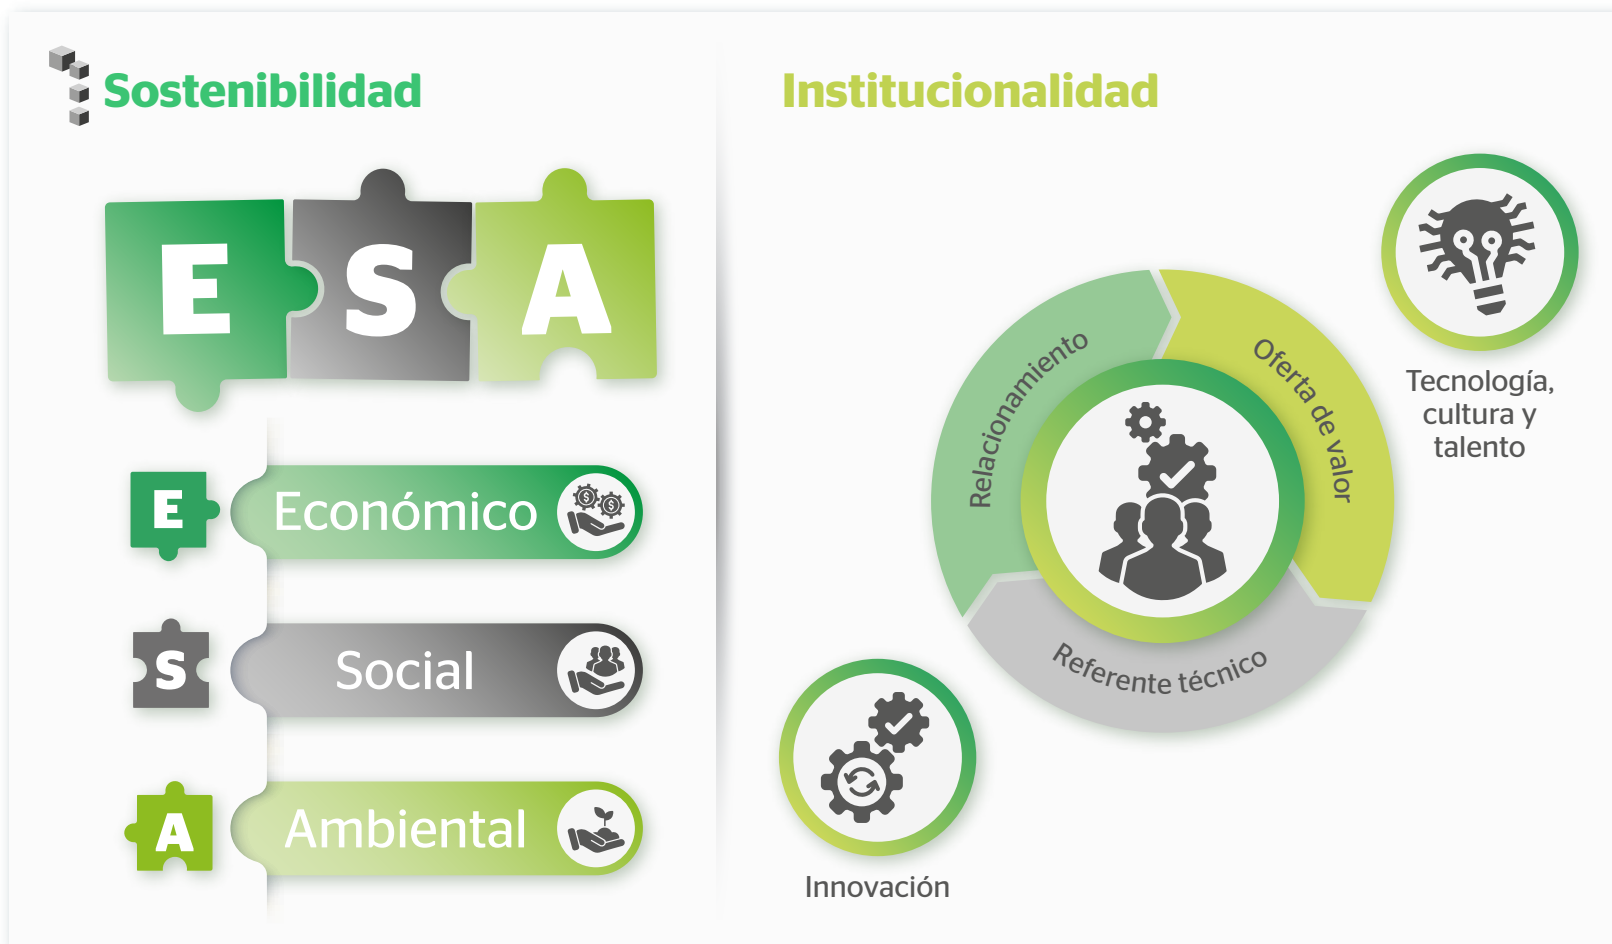 Sostenibilidad
E S A
E Económico
S Social
A Ambiental
Institucionalidad
Relacionamiento
Oferta de valor
Referente técnico
Tecnología,
cultura y
talento
Innovación